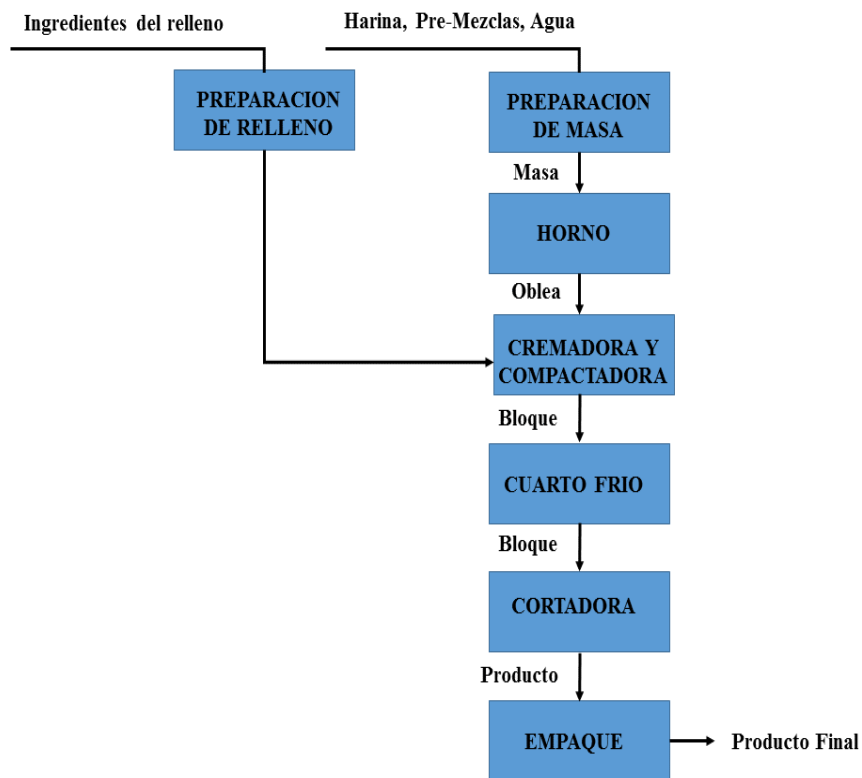 Ingredientes del relleno
Harina, Pre-Mezclas, Agua
PREPARACION
DE RELLENO
PREPARACION
DE MASA
Masa
HORNO
Oblea
CREMADORA Y
COMPACTADORA
Bloque
CUARTO FRIO
Bloque
CORTADORA
Producto
EMPAQUE
Producto Final